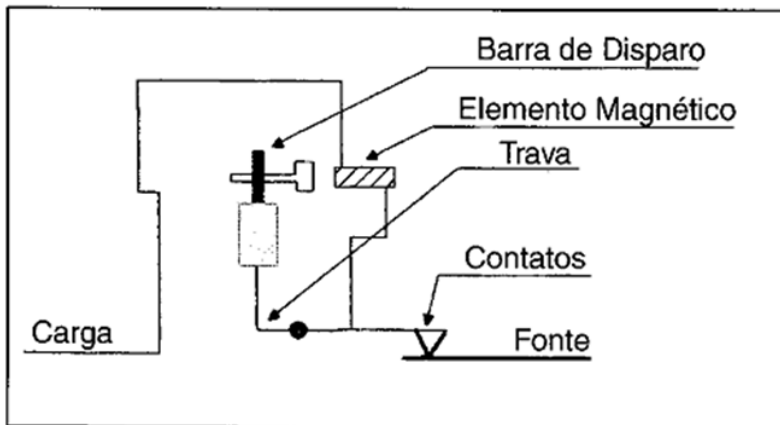 Barra de Disparo
Elemento Magnético
Trava
Contatos
Carga
Fonte